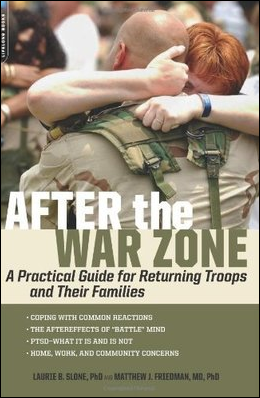 LIFELONG BOOKS
AFTER the
WAR ZONE
A Practical Guide for Returning Troops
and Their Families
• COPING WITH COMMON REACTIONS
• THE AFTEREFFECTS OF "BATTLE" MIND
• PTSD–WHAT IT IS AND IS NOT
• HOME, WORK, AND COMMUNITY CONCERNS
LAURIE B. SLONE, PhD AND MATTHEW J. FRIEDMAN, MD, PhD